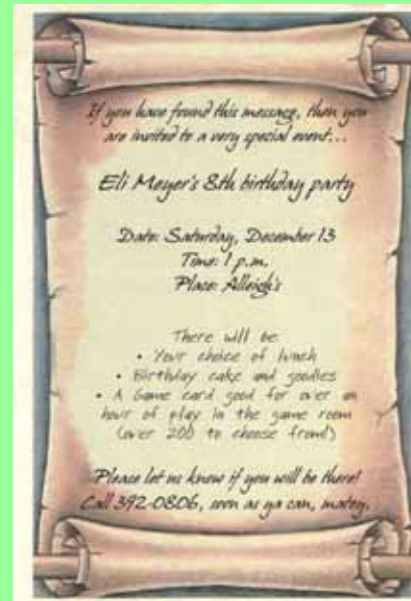 If you have found this message, then you
are invited to a very special event...
Eli Meyer's 8th birthday party
Date: Saturday, December 13
Time: 1 p.m.
Place: Alleigh's
There will be
• Your choice of lunch
• Birthday cake and goodies
• A Game card good for over an
hour of play in the game room
(over 200 to choose from!)
Please let us know if you will be there!
Call 392-0806, soon as ya can, matey.